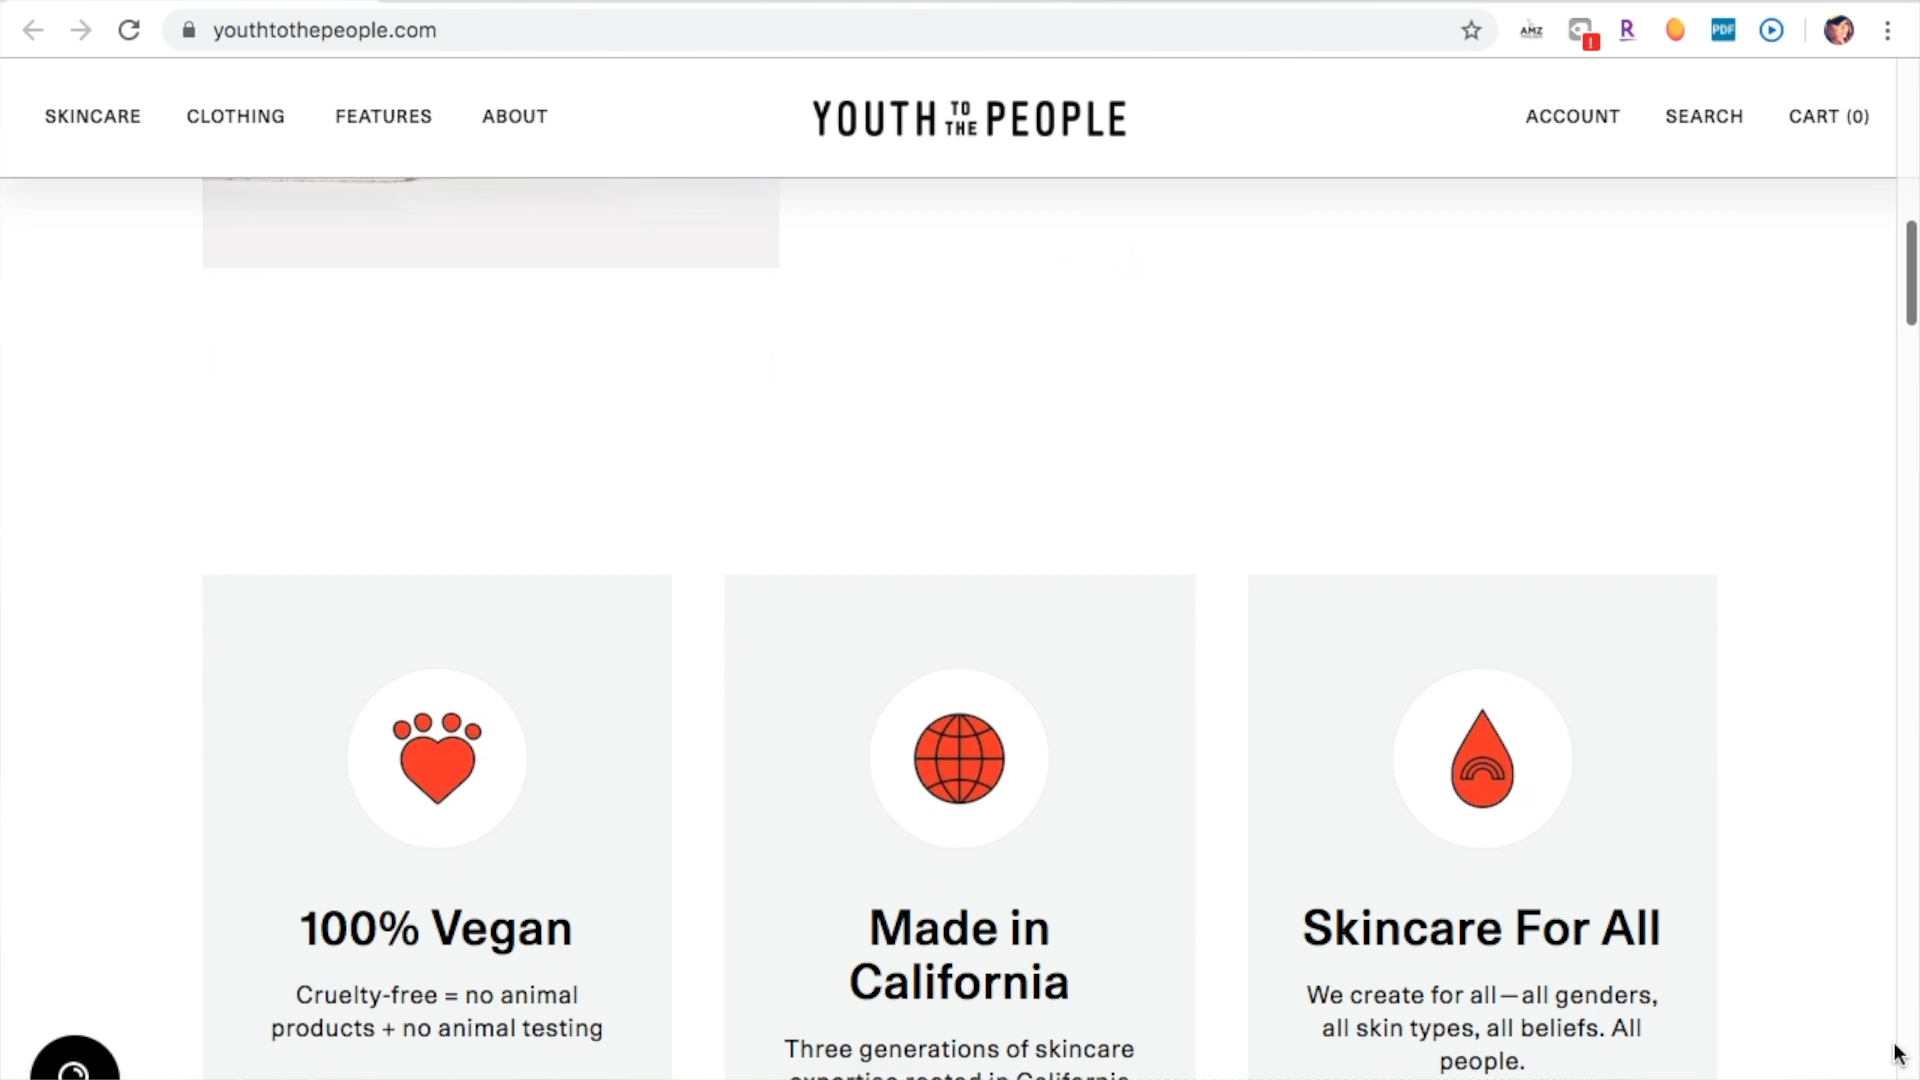 youthtothepeople.com
AMZ
R
PDF
SKINCARE CLOTHING FEATURES ABOUT
YOUTH TO THE PEOPLE
ACCOUNT SEARCH CART (0)
100% Vegan
Cruelty-free = no animal
products + no animal testing
Made in
California
Three generations of skincare
expertise rooted in California
Skincare For All
We create for all—all genders,
all skin types, all beliefs. All
people.